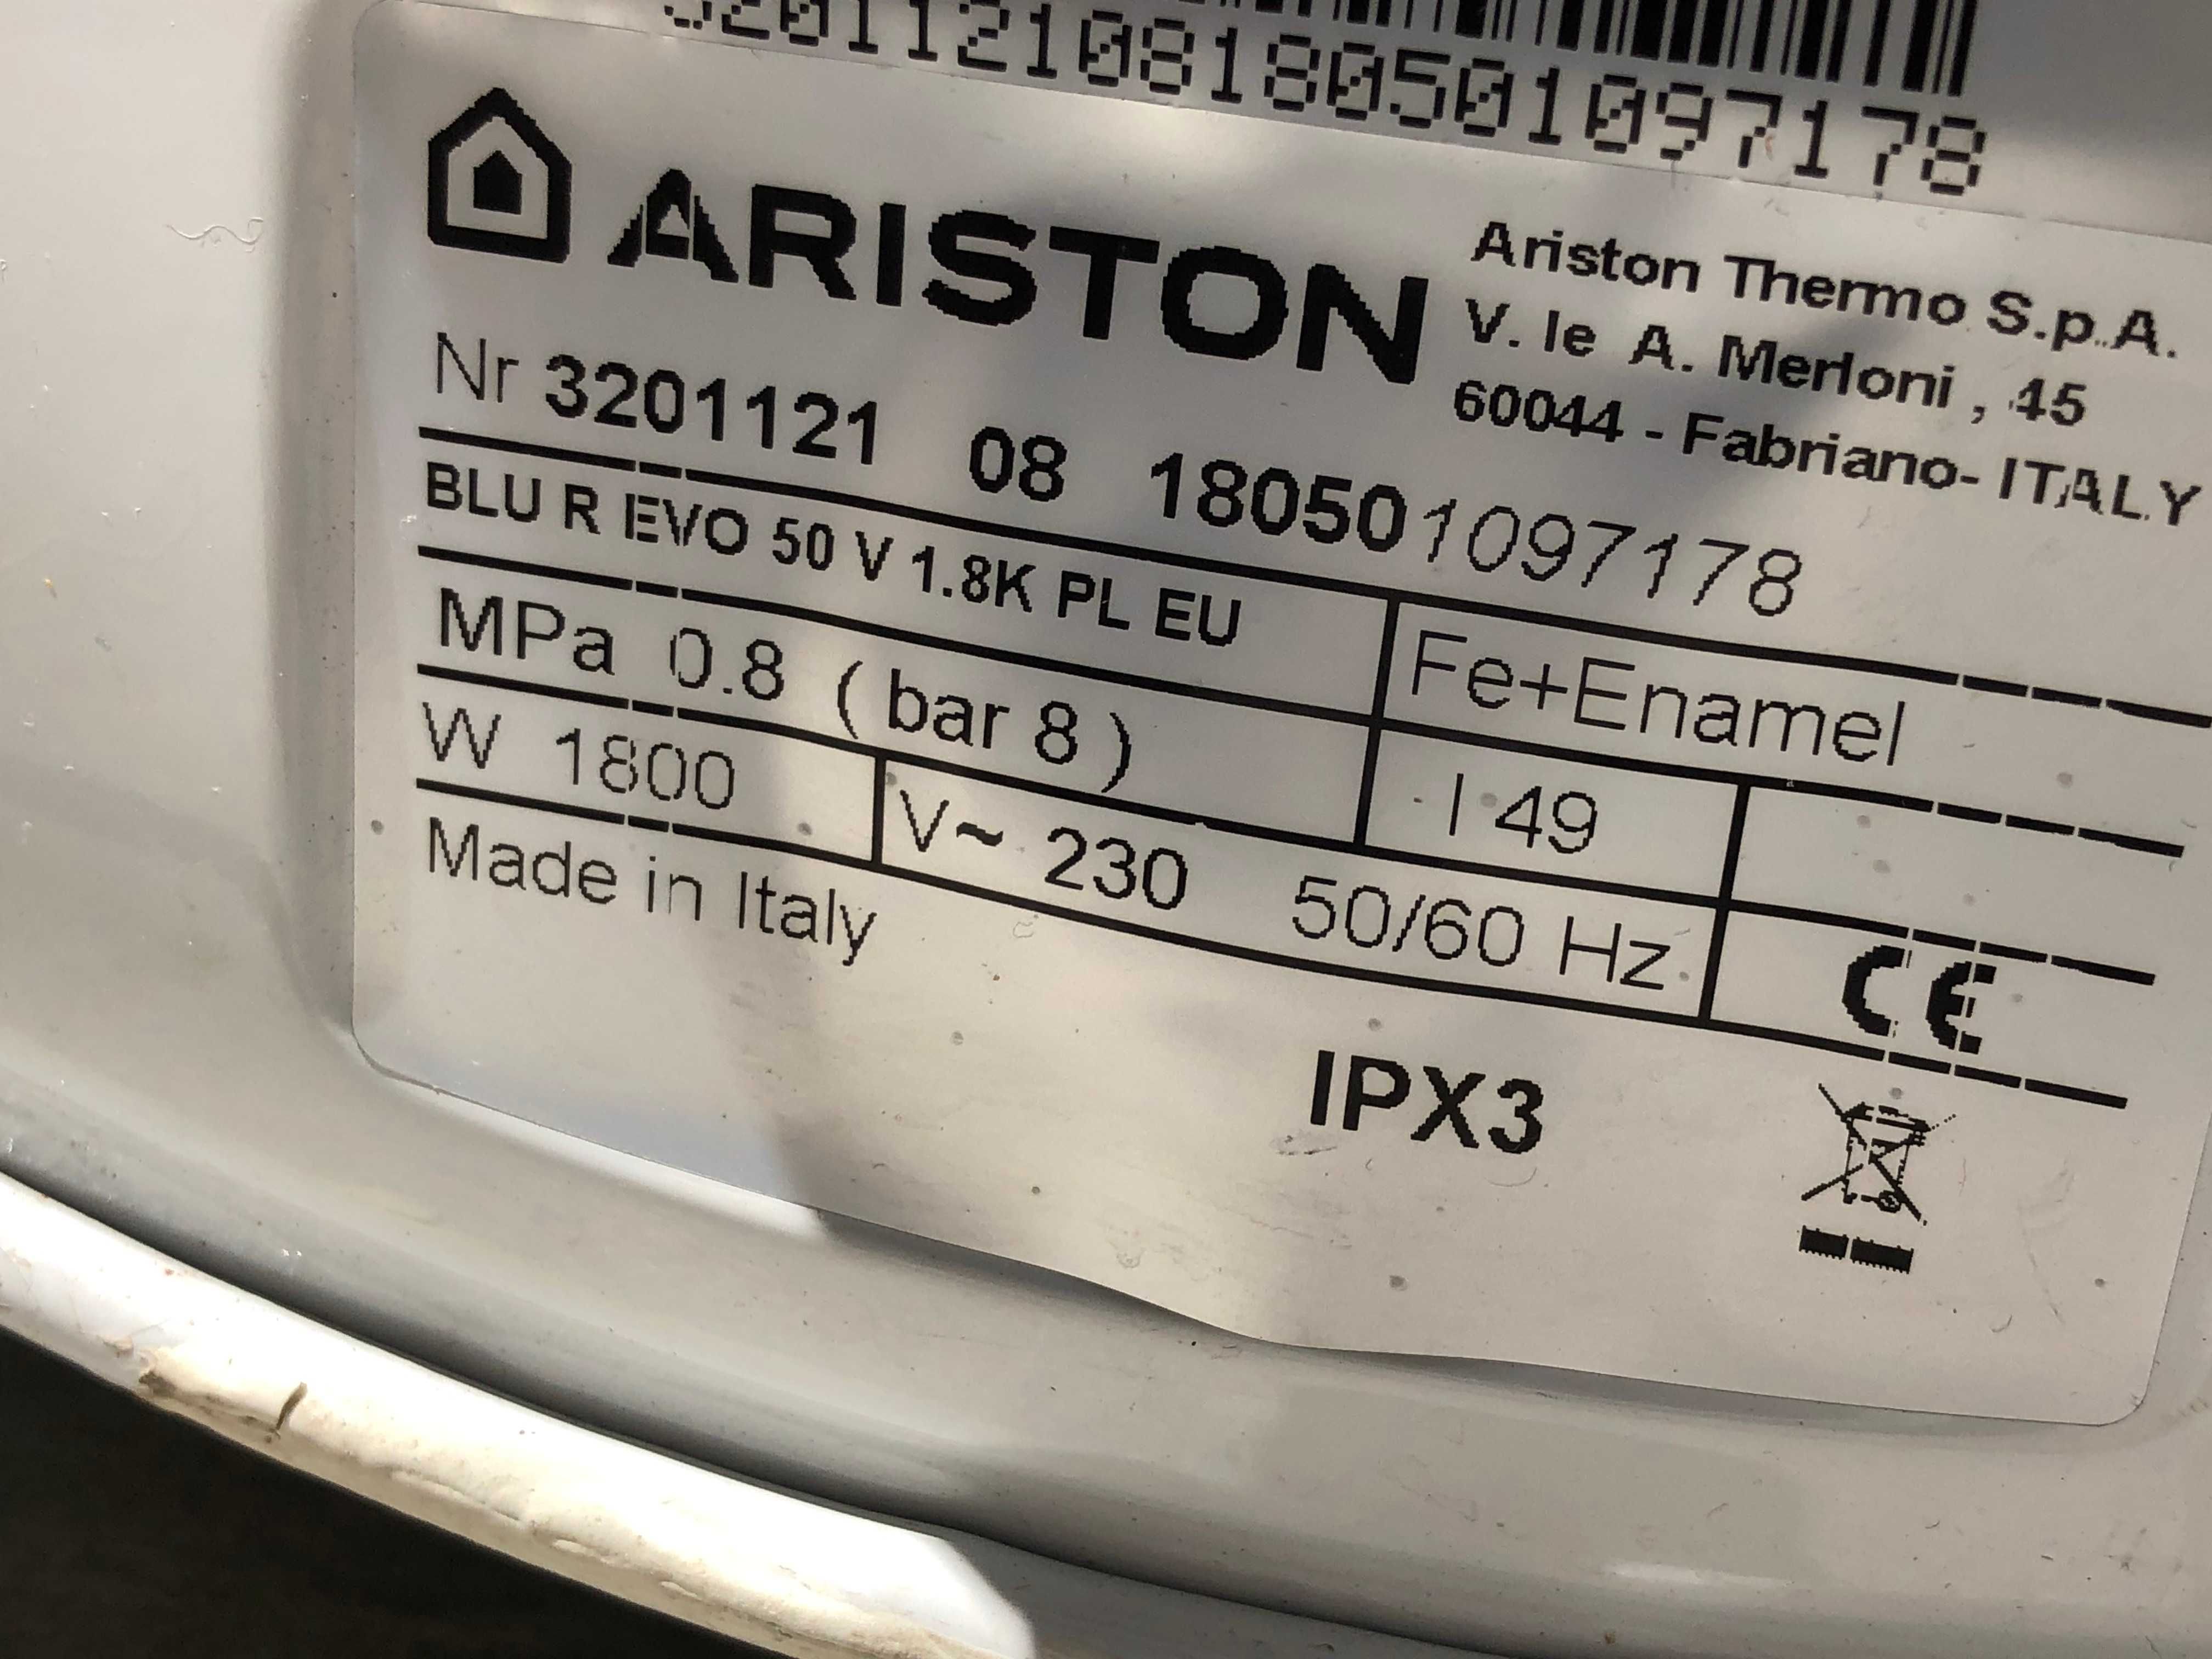 3201121081805010​97178
ARISTON
Ariston Thermo S.p.A.
V. le A. Merloni , 45
60044 - Fabriano- ITALY
Nr 3201121 08 180501097178
BLU R EVO 50 V 1.8K PL EU
Fe+Enamel
MPa 0.8 ( bar 8 )
l 49
W 1800
V~ 230 50/60 Hz
CE
Made in Italy
IPX3